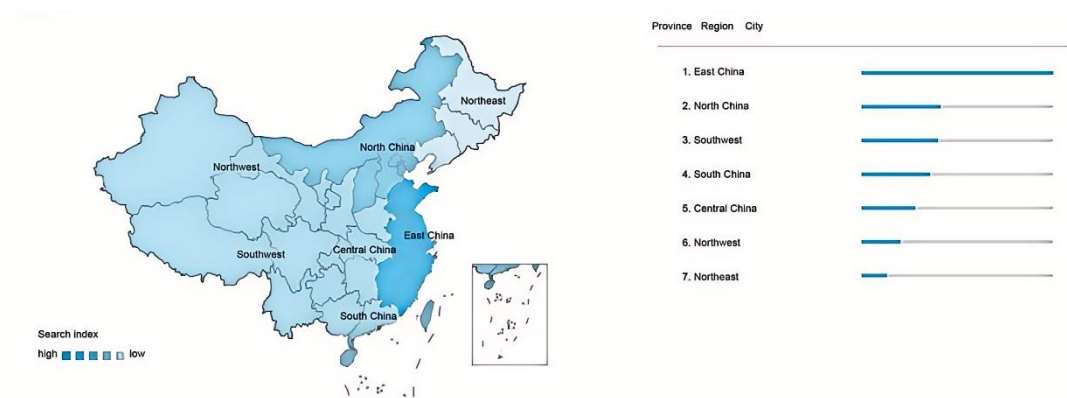 Province Region City
1. East China
2. North China
3. Southwest
4. South China
5. Central China
6. Northwest
7. Northeast
Northeast
North China
Northwest
East China
Central China
Southwest
South China
Search index
high low